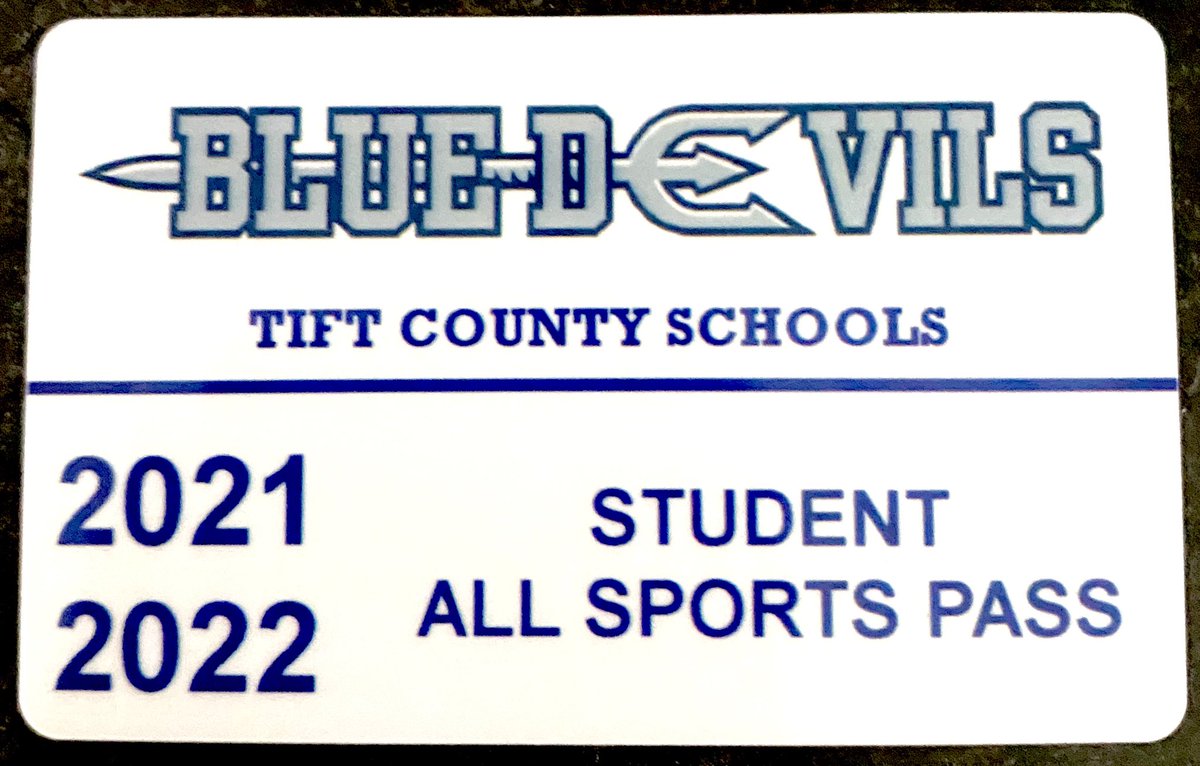 BLUE DEVILS
TIFT COUNTY SCHOOLS
2021
2022
STUDENT
ALL SPORTS PASS